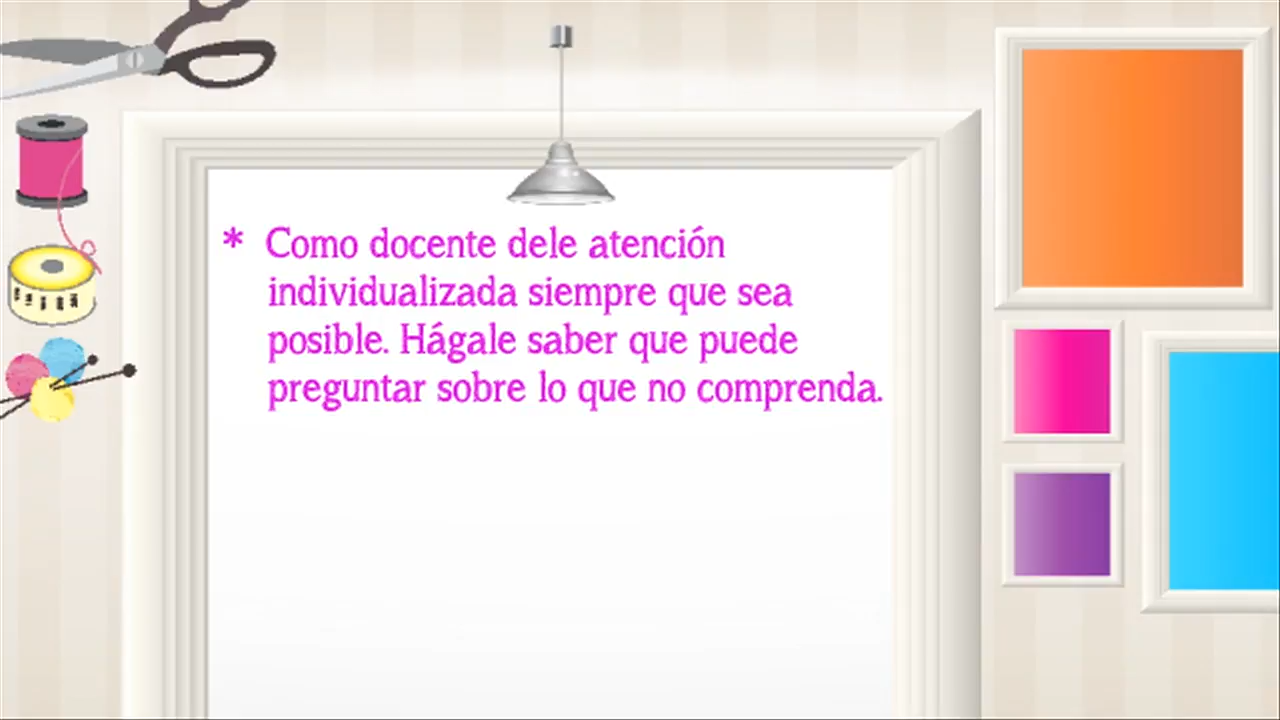 * Como docente dele atención
individualizada siempre que sea
posible. Hágale saber que puede
preguntar sobre lo que no comprenda.